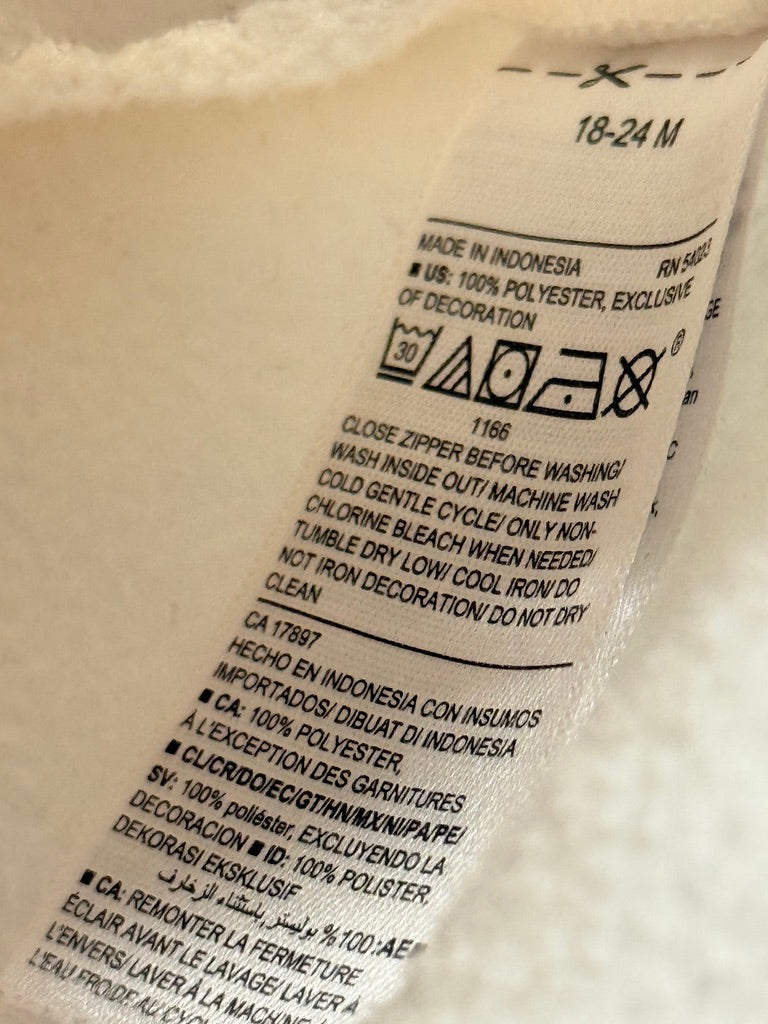 18-24 M
MADE IN INDONESIA
■ US: 100% POLYESTER, EXCLUSIVE
OF DECORATION
30
®
1166
CLOSE ZIPPER BEFORE WASHING/
WASH INSIDE OUT/ MACHINE WASH
COLD GENTLE CYCLE/ ONLY NON-
CHLORINE BLEACH WHEN NEEDED/
TUMBLE DRY LOW/ COOL IRON/ DO
NOT IRON DECORATION/ DO NOT DRY
CLEAN
CA 17897
HECHO EN INDONESIA CON INSUMOS
IMPORTADOS/ DIBUAT DI INDONESIA
■ CA: 100% POLYESTER,
À L'EXCEPTION DES GARNITURES
■ CL/CR/DO/EC/GT/HN/MX/NI/PA/PE/
SV: 100% poliéster, EXCLUYENDO LA
DECORACION ■ ID: 100% POLISTER,
DEKORASI EKSKLUSIF
AE: 100% بوليستر باستثناء الزخارف
■ CA: REMONTER LA FERMETURE
ÉCLAIR AVANT LE LAVAGE/ LAVER À
L'ENVERS/ LAVER À LA MACHINE/
L'EAU FROIDE AU